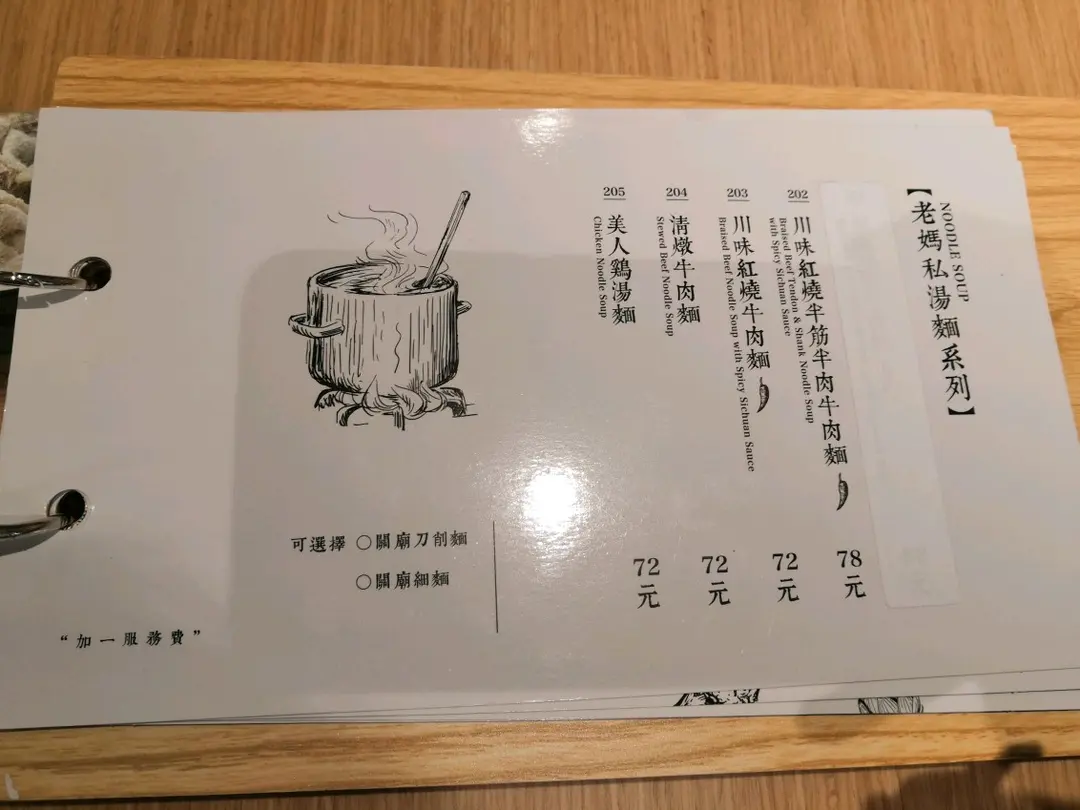 【老媽私湯麵系列】
NOODLE SOUP
202
川味紅燒半筋半肉牛肉麵
Braised Beef Tendon & Shank Noodle Soup
with Spicy Sichuan Sauce
78元
203
川味紅燒牛肉麵
Braised Beef Noodle Soup with Spicy Sichuan Sauce
72元
204
清燉牛肉麵
Stewed Beef Noodle Soup
72元
205
美人鷄湯麵
Chicken Noodle Soup
72元
可選擇 〇關廟刀削麵
〇關廟細麵
“加一服務費”